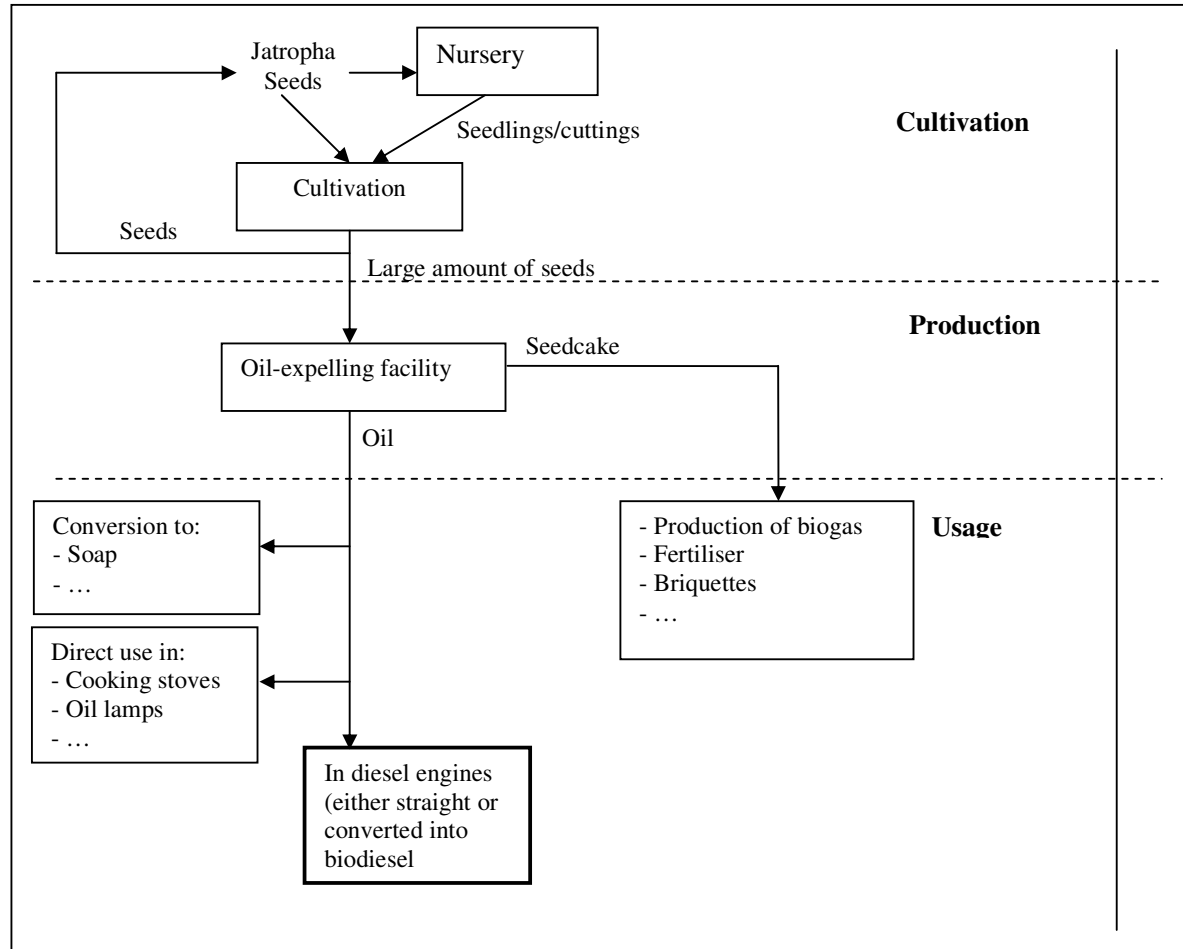 Jatropha
Seeds
Nursery
Seedlings/cuttings
Cultivation
Cultivation
Seeds
Large amount of seeds
Production
Oil-expelling facility
Seedcake
Oil
Usage
Conversion to:
- Soap
- …
- Production of biogas
- Fertiliser
- Briquettes
- …
Direct use in:
- Cooking stoves
- Oil lamps
- …
In diesel engines
(either straight or
converted into
biodiesel